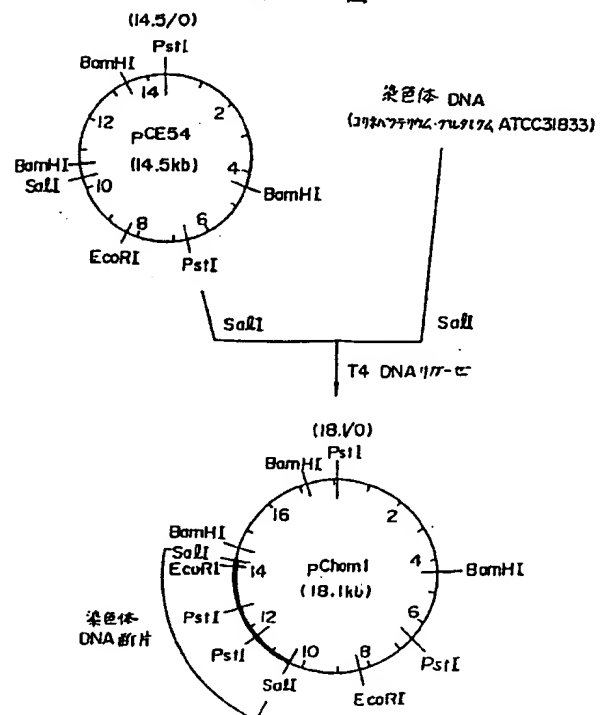 (14.5/0)
PstI
BamHI
14
2
12
4
10
8
6
pCE54
(14.5kb)
BamHI
SalI
BamHI
EcoRI
PstI
染色体 DNA
(コリネバクテリウム・グルタミクム ATCC31833)
SalI
SalI
T4 DNAリガーゼ
(18.1/0)
PstI
BamHI
16
2
BamHI
SalI
EcoRI
14
4
BamHI
pChom1
(18.1kb)
6
染色体
DNA断片
PstI
12
PstI
10
8
SalI
PstI
EcoRI